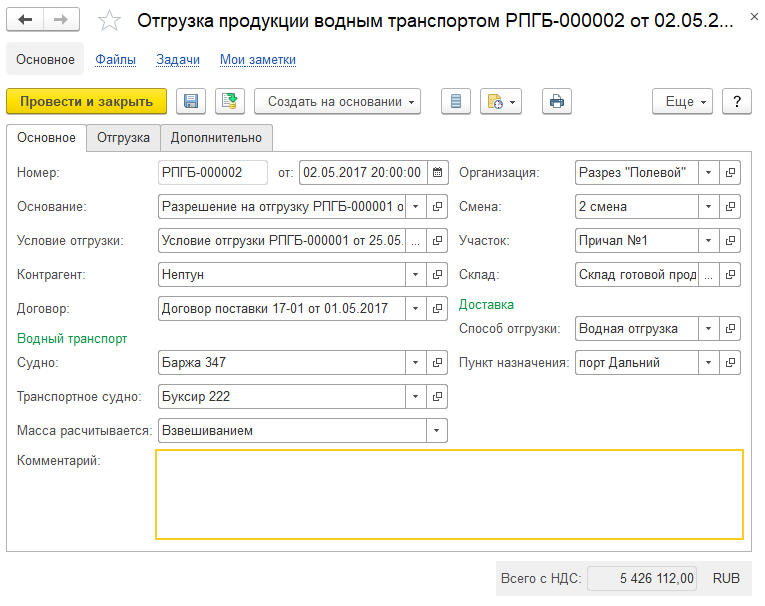 Отгрузка продукции водным транспортом РПГБ-000002 от 02.05.2...
Основное Файлы Задачи Мои заметки
Провести и закрыть Создать на основании Еще ?
Основное Отгрузка Дополнительно
Номер: РПГБ-000002 от: 02.05.2017 20:00:00 Организация: Разрез "Полевой"
Основание: Разрешение на отгрузку РПГБ-000001 о Смена: 2 смена
Условие отгрузки: Условие отгрузки РПГБ-000001 от 25.05. ... Участок: Причал №1
Контрагент: Нептун Склад: Склад готовой прод ...
Договор: Договор поставки 17-01 от 01.05.2017 Доставка
Способ отгрузки: Водная отгрузка
Водный транспорт
Судно: Баржа 347 Пункт назначения: порт Дальний
Транспортное судно: Буксир 222
Масса расчитывается: Взвешиванием
Комментарий:
Всего с НДС: 5 426 112,00 RUB